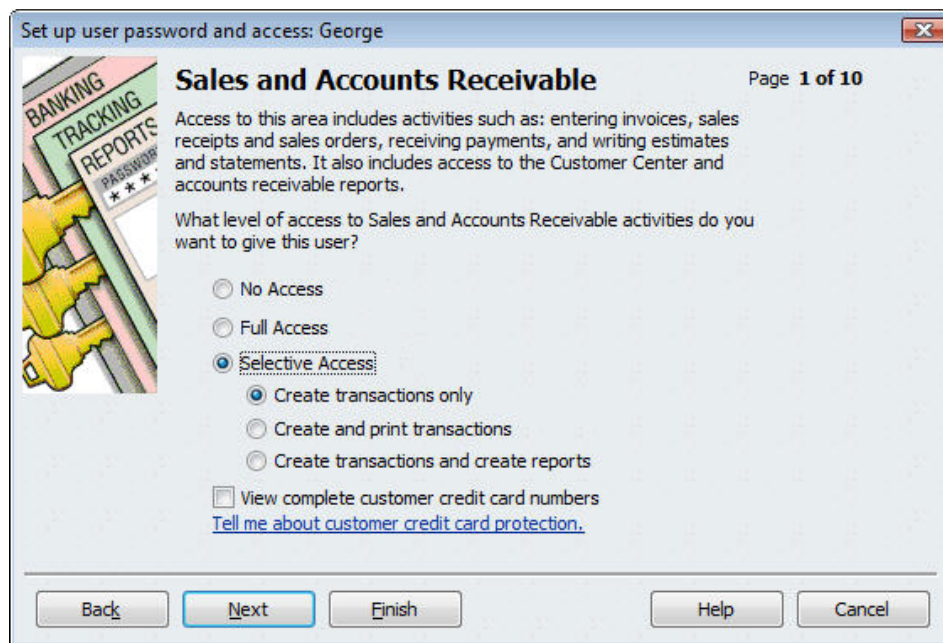 Set up user password and access: George
BANKING
TRACKING
REPORTS
PASSWOR
****
Sales and Accounts Receivable
Page 1 of 10
Access to this area includes activities such as: entering invoices, sales
receipts and sales orders, receiving payments, and writing estimates
and statements. It also includes access to the Customer Center and
accounts receivable reports.
What level of access to Sales and Accounts Receivable activities do you
want to give this user?
No Access
Full Access
Selective Access
Create transactions only
Create and print transactions
Create transactions and create reports
View complete customer credit card numbers
Tell me about customer credit card protection.
Back
Next
Finish
Help
Cancel